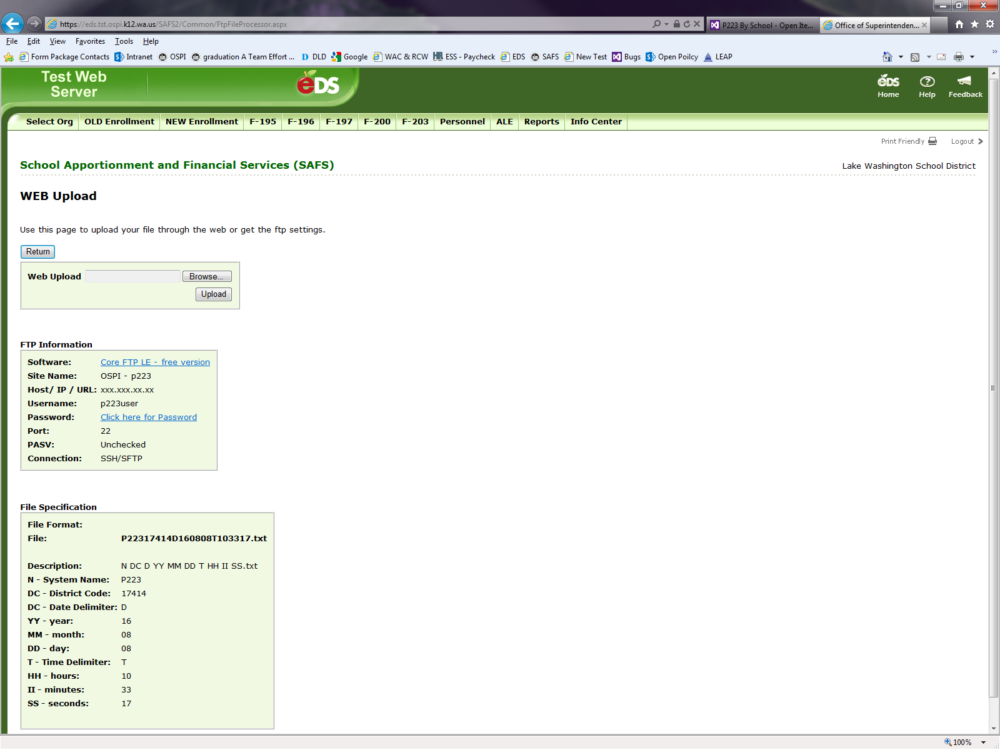 https://eds.tst.ospi.k12.wa.us/SAFS2/Common/FtpFileProcessor.aspx
P223 By School - Open Ite...
Office of Superintenden...
File Edit View Favorites Tools Help
Form Package Contacts Intranet OSPI graduation A Team Effort ... D DLD Google WAC & RCW HR ESS - Paycheck EDS SAFS New Test Bugs Open Poilcy LEAP
Test Web
Server
eDS
eDS
Home Help Feedback
Select Org OLD Enrollment NEW Enrollment F-195 F-196 F-197 F-200 F-203 Personnel ALE Reports Info Center
Print Friendly Logout
School Apportionment and Financial Services (SAFS)
Lake Washington School District
WEB Upload
Use this page to upload your file through the web or get the ftp settings.
Return
Web Upload Browse...
Upload
FTP Information
Software: Core FTP LE - free version
Site Name: OSPI - p223
Host/ IP / URL: xxx.xxx.xx.xx
Username: p223user
Password: Click here for Password
Port: 22
PASV: Unchecked
Connection: SSH/SFTP
File Specification
File Format:
File: P22317414D160808T103317.txt
Description: N DC D YY MM DD T HH II SS.txt
N - System Name: P223
DC - District Code: 17414
DC - Date Delimiter: D
YY - year: 16
MM - month: 08
DD - day: 08
T - Time Delimiter: T
HH - hours: 10
II - minutes: 33
SS - seconds: 17
100%